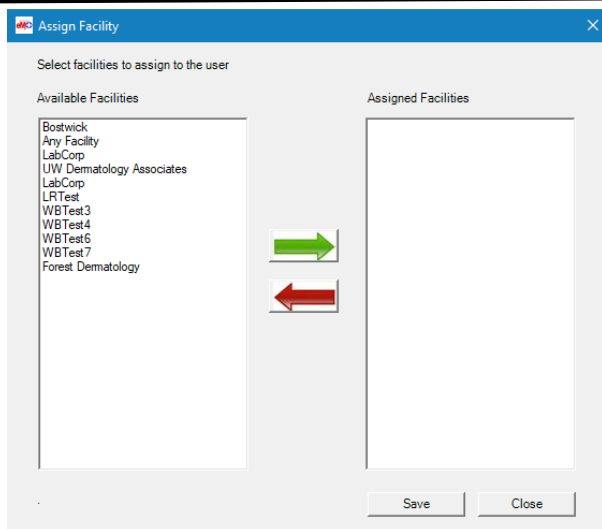 eMC Assign Facility
Select facilities to assign to the user
Available Facilities
Assigned Facilities
Bostwick
Any Facility
LabCorp
UW Dermatology Associates
LabCorp
LRTest
WBTest3
WBTest4
WBTest6
WBTest7
Forest Dermatology
.
Save
Close